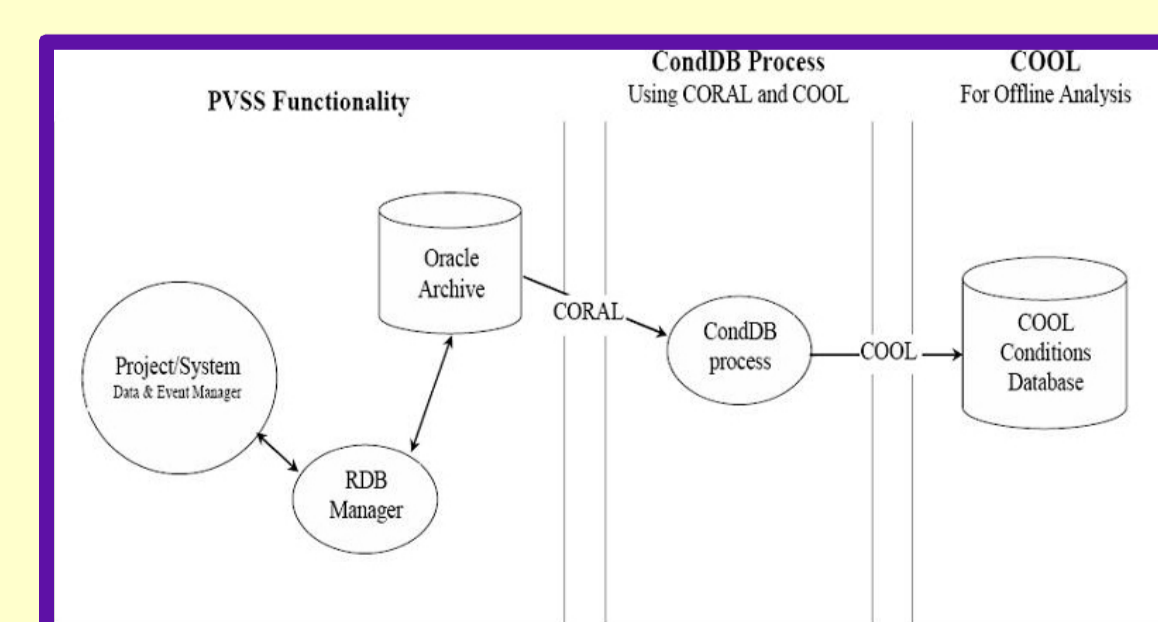 PVSS Functionality
CondDB Process
Using CORAL and COOL
COOL
For Offline Analysis
Oracle
Archive
CORAL
CondDB
process
COOL
COOL
Conditions
Database
Project/System
Data & Event Manager
RDB
Manager